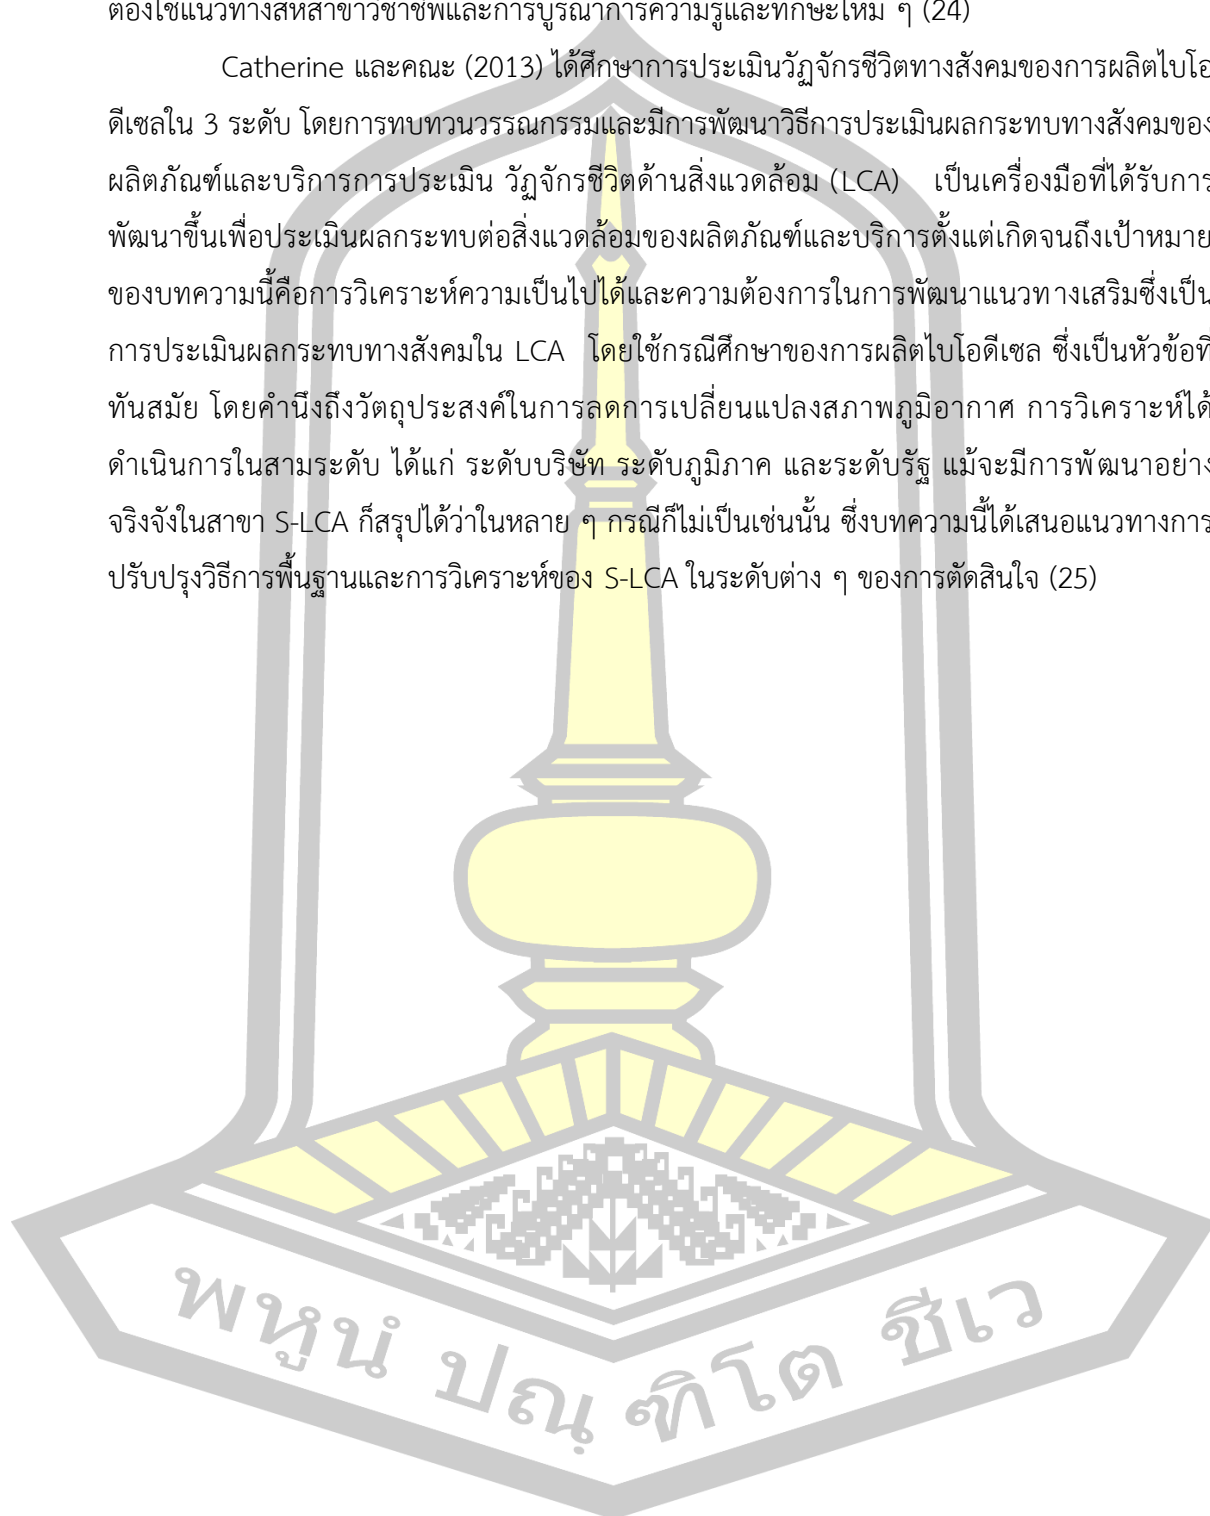 ต้องใช้แนวทางสหสาขาวิชาชีพและการบูรณาการความรู้และทักษะใหม่ ๆ (24)
Catherine และคณะ (2013) ได้ศึกษาการประเมินวัฏจักรชีวิตทางสังคมของการผลิตไบโอ
ดีเซลใน 3 ระดับ โดยการทบทวนวรรณกรรมและมีการพัฒนาวิธีการประเมินผลกระทบทางสังคมของ
ผลิตภัณฑ์และบริการการประเมิน วัฏจักรชีวิตด้านสิ่งแวดล้อม (LCA) เป็นเครื่องมือที่ได้รับการ
พัฒนาขึ้นเพื่อประเมินผลกระทบต่อสิ่งแวดล้อมของผลิตภัณฑ์และบริการตั้งแต่เกิดจนถึงเป้าหมาย
ของบทความนี้คือการวิเคราะห์ความเป็นไปได้และความต้องการในการพัฒนาแนวทางเสริมซึ่งเป็น
การประเมินผลกระทบทางสังคมใน LCA โดยใช้กรณีศึกษาของการผลิตไบโอดีเซล ซึ่งเป็นหัวข้อที่
ทันสมัย โดยคำนึงถึงวัตถุประสงค์ในการลดการเปลี่ยนแปลงสภาพภูมิอากาศ การวิเคราะห์ได้
ดำเนินการในสามระดับ ได้แก่ ระดับบริษัท ระดับภูมิภาค และระดับรัฐ แม้จะมีการพัฒนาอย่าง
จริงจังในสาขา S-LCA ก็สรุปได้ว่าในหลาย ๆ กรณีก็ไม่เป็นเช่นนั้น ซึ่งบทความนี้ได้เสนอแนวทางการ
ปรับปรุงวิธีการพื้นฐานและการวิเคราะห์ของ S-LCA ในระดับต่าง ๆ ของการตัดสินใจ (25)
พหูนํ ปณฺ ฑิโต ชีเว